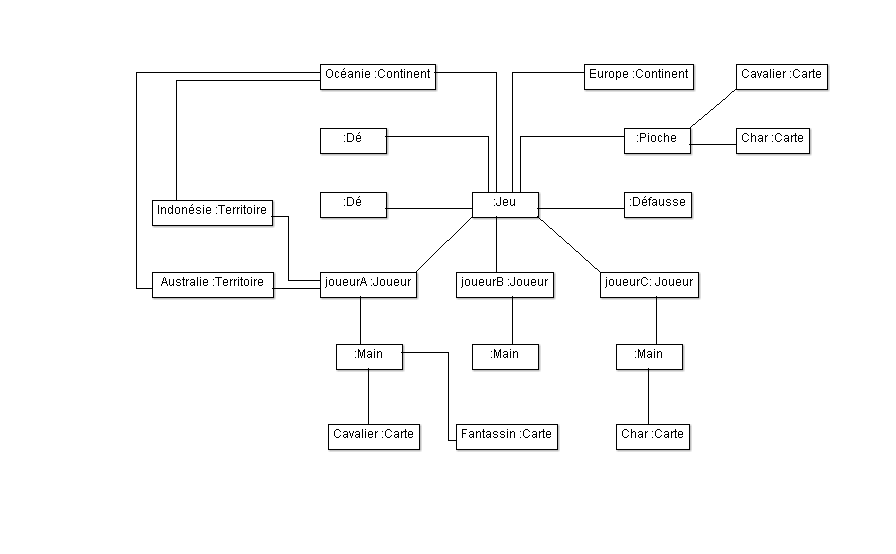 Océanie :Continent
Europe :Continent
Cavalier :Carte
:Dé
:Pioche
Char :Carte
Indonésie :Territoire
:Dé
:Jeu
:Défausse
Australie :Territoire
joueurA :Joueur
joueurB :Joueur
joueurC: Joueur
:Main
:Main
:Main
Cavalier :Carte
Fantassin :Carte
Char :Carte